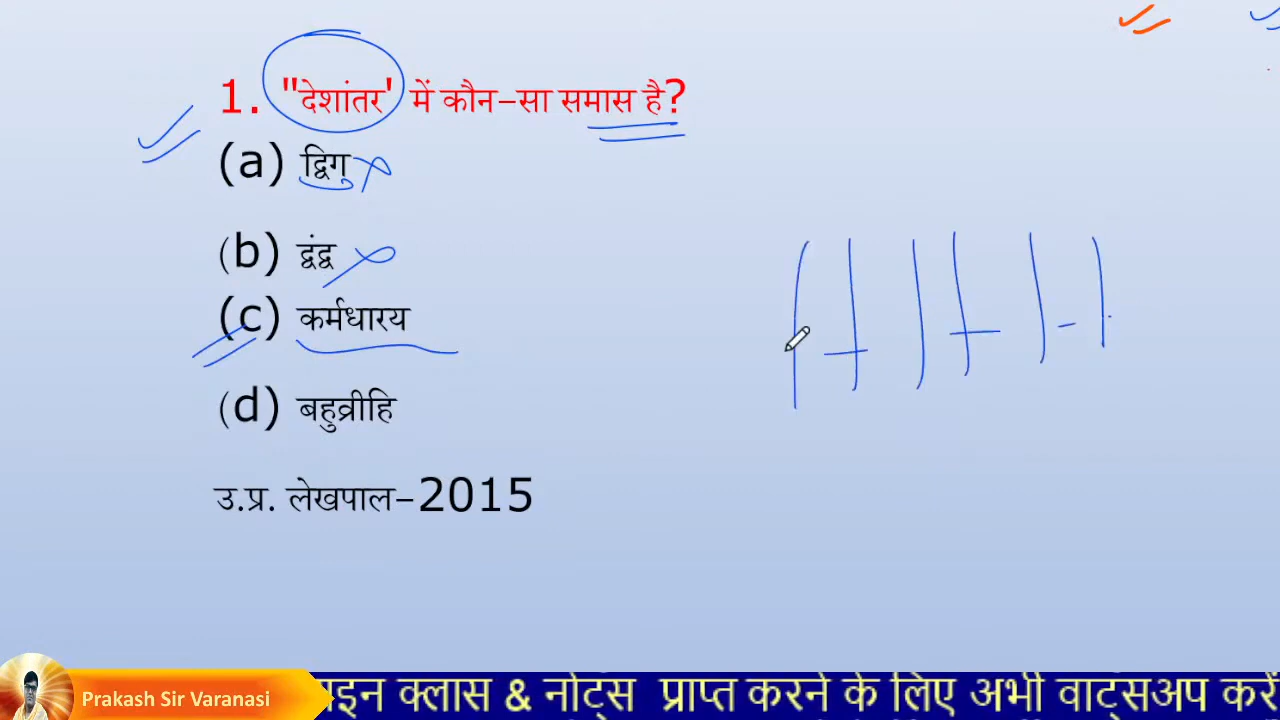 1. "देशांतर' में कौन-सा समास है?
(a) द्विगु
(b) द्वंद्व
(c) कर्मधारय
(d) बहुव्रीहि
उ.प्र. लेखपाल-2015
Prakash Sir Varanasi
क्लास & नोट्स प्राप्त करने के लिए अभी वाट्सअप करें